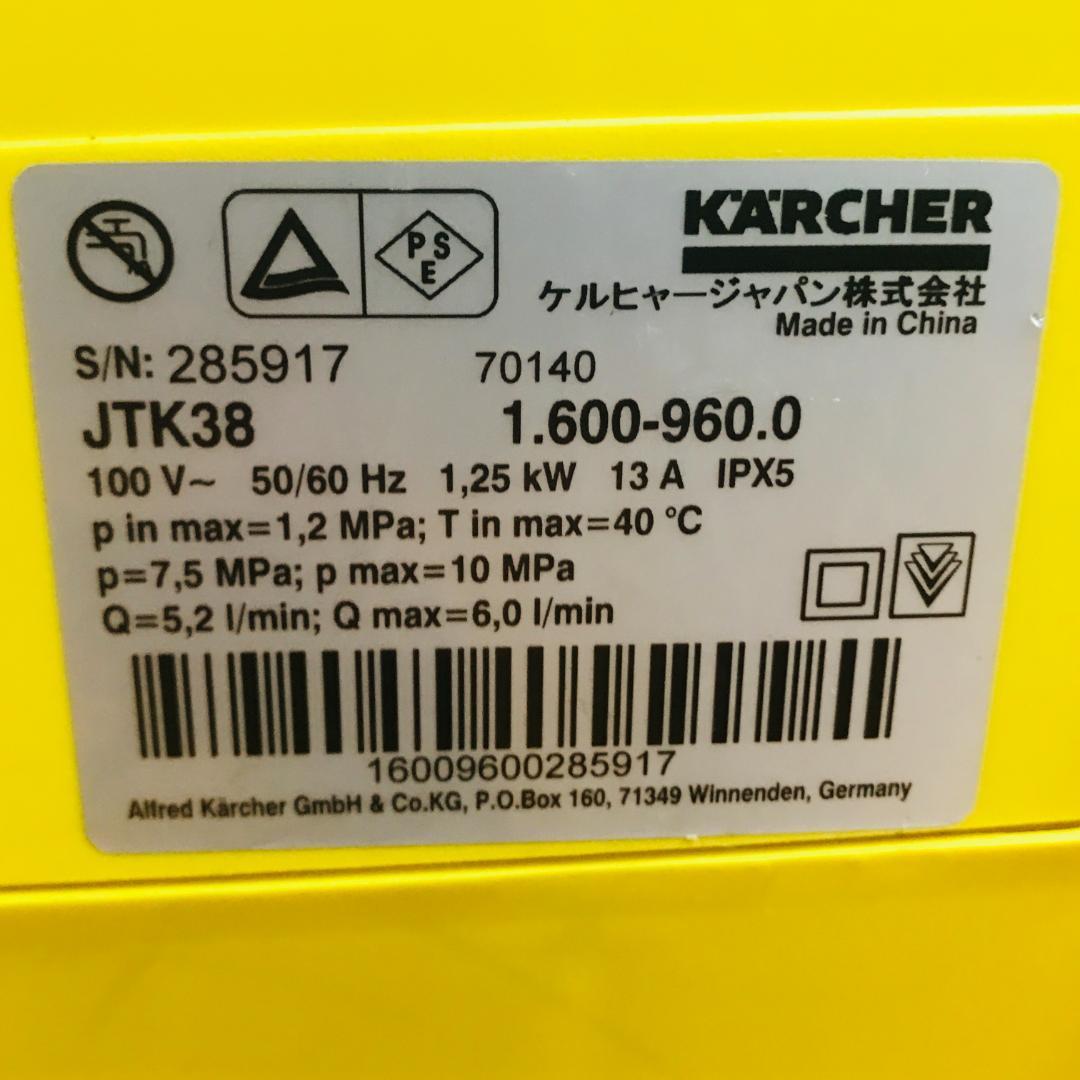 PSE
KÄRCHER
ケルヒャージャパン株式会社
Made in China
S/N: 285917 70140
JTK38 1.600-960.0
100 V~ 50/60 Hz 1,25 kW 13 A IPX5
p in max=1,2 MPa; T in max=40 °C
p=7,5 MPa; p max=10 MPa
Q=5,2 l/min; Q max=6,0 l/min
16009600285917
Alfred Kärcher GmbH & Co.KG, P.O.Box 160, 71349 Winnenden, Germany